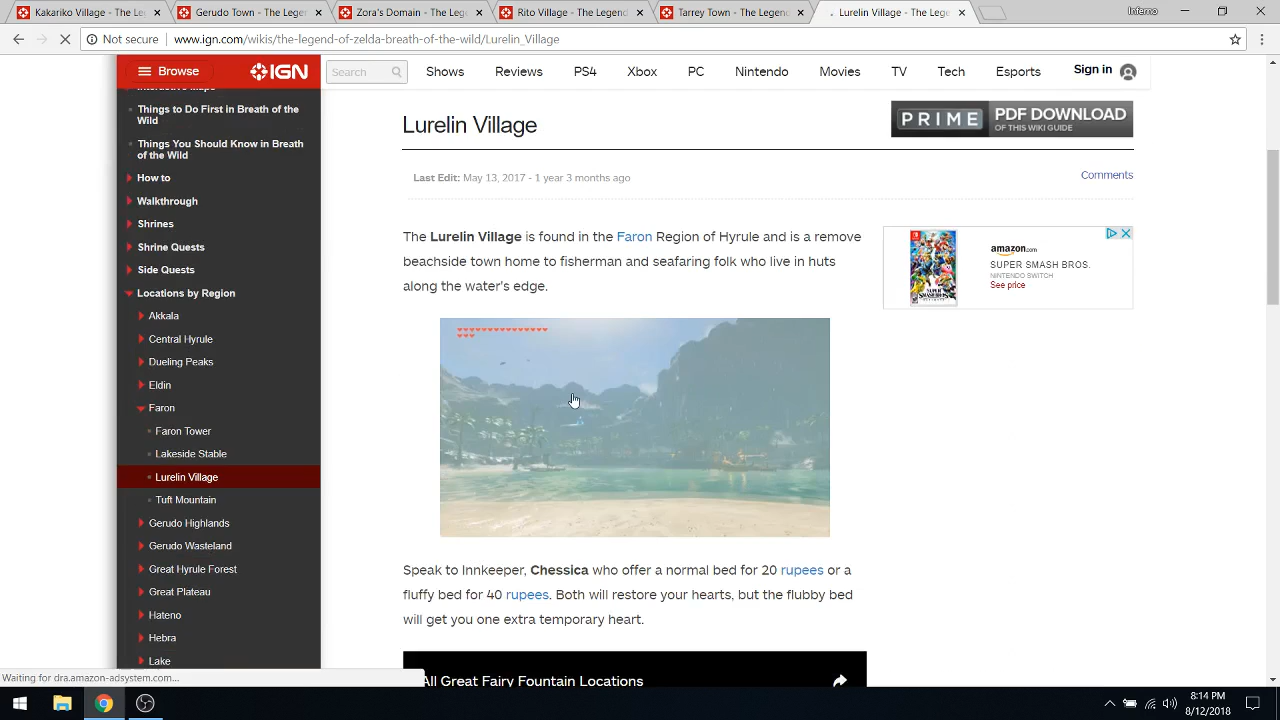 Kakariko Village - The L
Gerudo Town - The Legen
Zora's Domain - The Lege
Rito Village - The Legend
Tarrey Town - The Legend
Lurelin Village - The Lege
Inferno
Not secure
www.ign.com/wikis/the-legend-of-zelda-breath-of-the-wild/Lurelin_Village
Browse
IGN
Search
Shows
Reviews
PS4
Xbox
PC
Nintendo
Movies
TV
Tech
Esports
Sign in
Interactive Maps
Things to Do First in Breath of the
Wild
Things You Should Know in Breath
of the Wild
How to
Walkthrough
Shrines
Shrine Quests
Side Quests
Locations by Region
Akkala
Central Hyrule
Dueling Peaks
Eldin
Faron
Faron Tower
Lakeside Stable
Lurelin Village
Tuft Mountain
Gerudo Highlands
Gerudo Wasteland
Great Hyrule Forest
Great Plateau
Hateno
Hebra
Lake
Lurelin Village
PRIME PDF DOWNLOAD
OF THIS WIKI GUIDE
Last Edit: May 13, 2017 - 1 year 3 months ago
Comments
The Lurelin Village is found in the Faron Region of Hyrule and is a remove
beachside town home to fisherman and seafaring folk who live in huts
along the water's edge.
amazon.com
SUPER SMASH BROS.
NINTENDO SWITCH
See price
Speak to Innkeeper, Chessica who offer a normal bed for 20 rupees or a
fluffy bed for 40 rupees. Both will restore your hearts, but the flubby bed
will get you one extra temporary heart.
All Great Fairy Fountain Locations
Waiting for dra.amazon-adsystem.com...
8:14 PM
8/12/2018